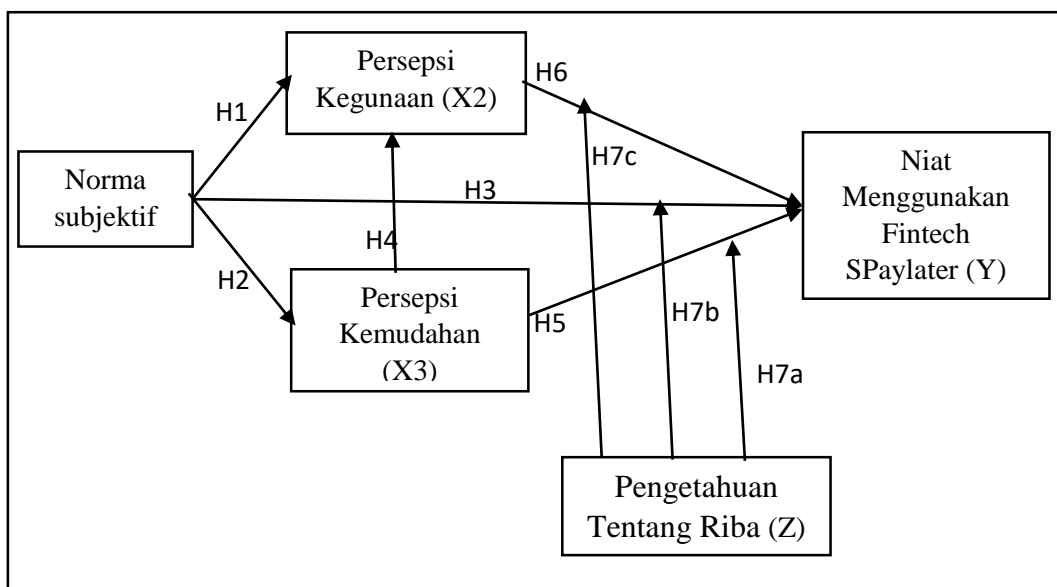 Persepsi
Kegunaan (X2)
H6
H1
H7c
Norma
subjektif
H3
Niat
Menggunakan
Fintech
SPaylater (Y)
H4
H2
Persepsi
Kemudahan
(X3)
H5
H7b
H7a
Pengetahuan
Tentang Riba (Z)